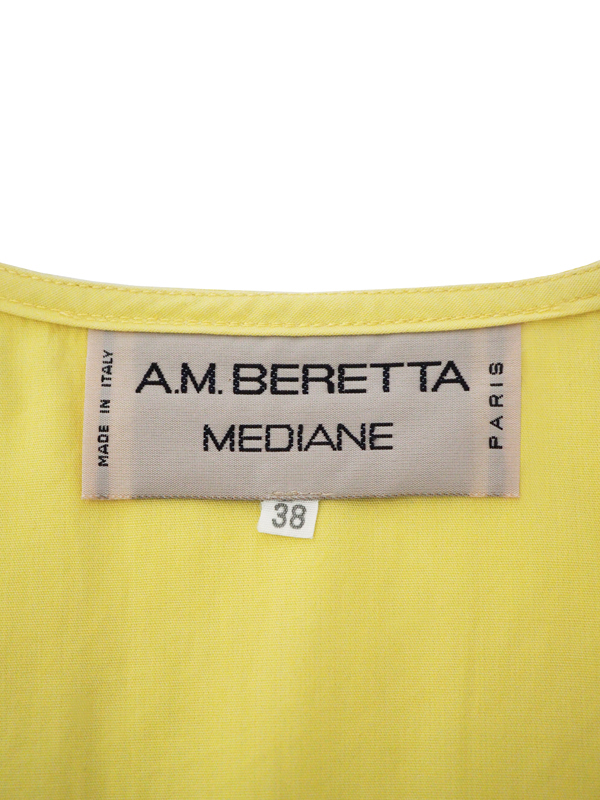 MADE IN ITALY
A.M. BERETTA
MEDIANE
PARIS
38